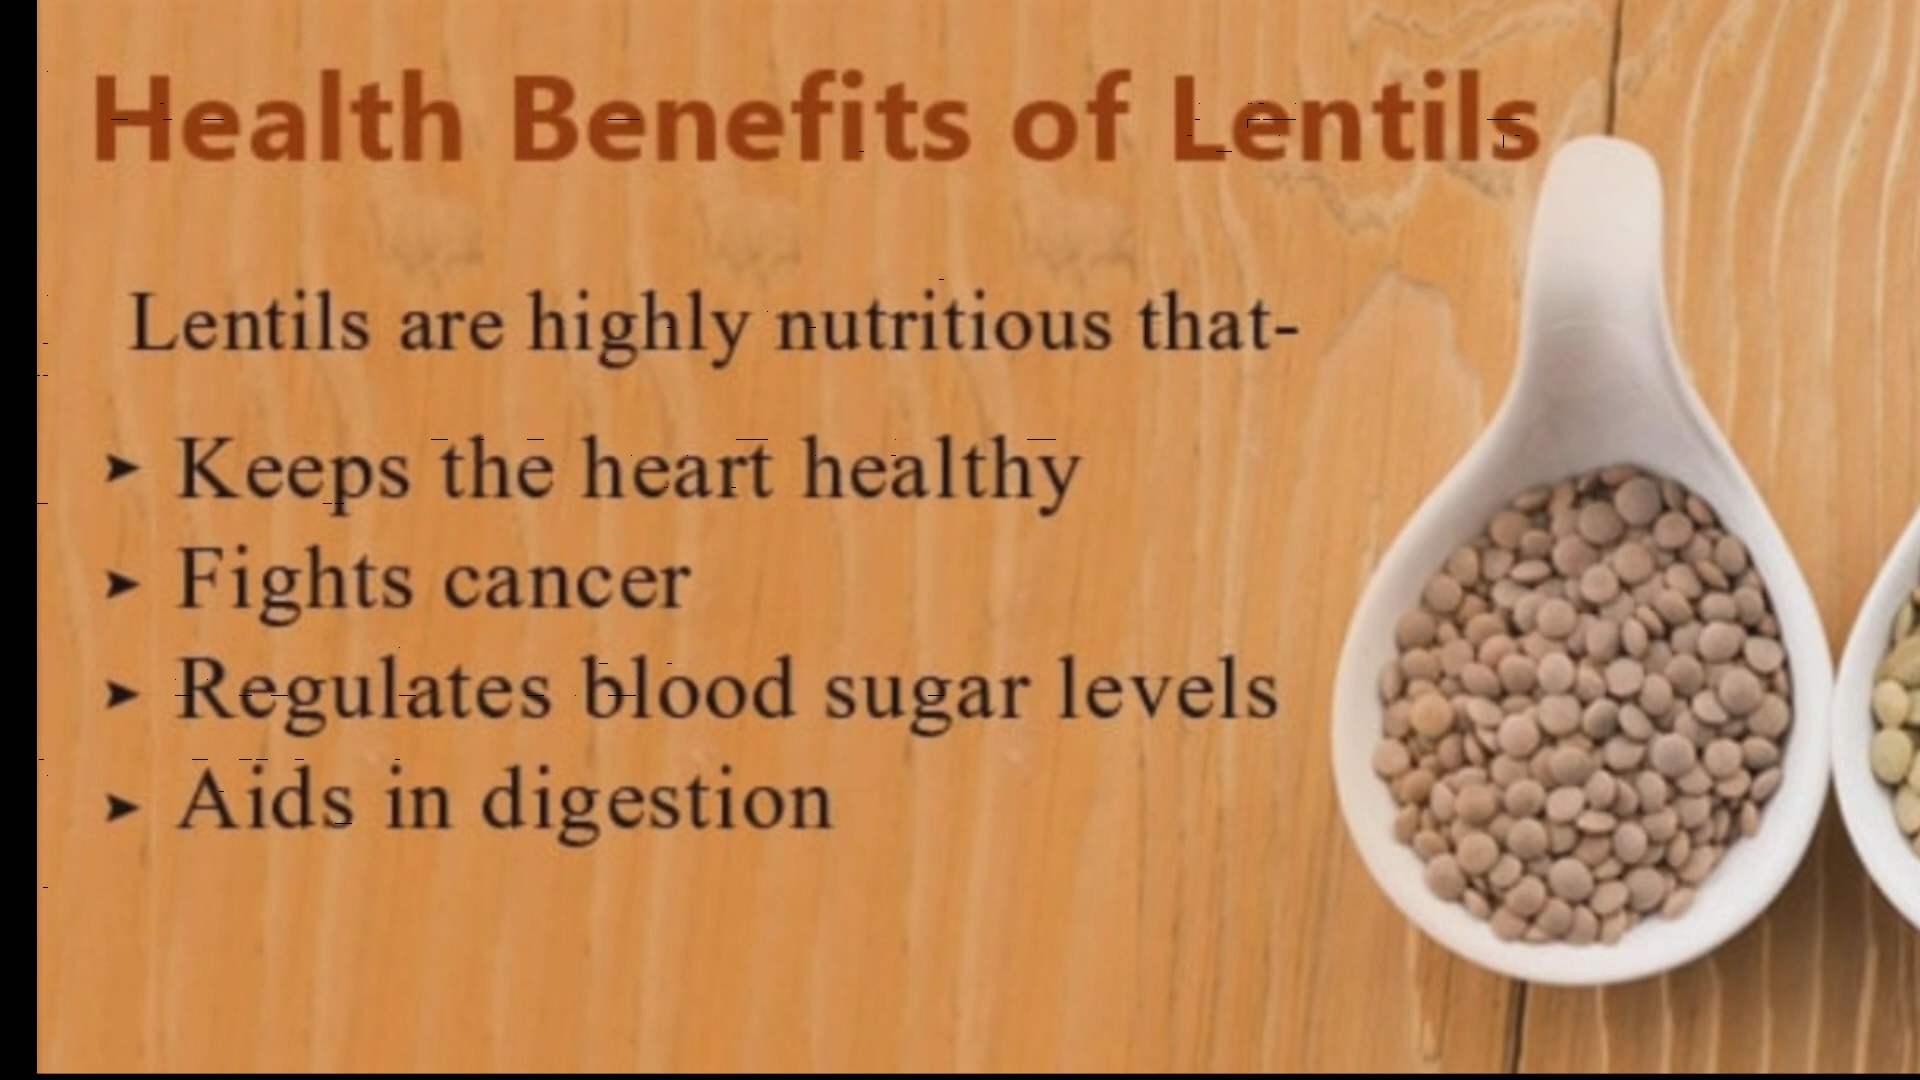 Health Benefits of Lentils
Lentils are highly nutritious that-
➤ Keeps the heart healthy
➤ Fights cancer
➤ Regulates blood sugar levels
➤ Aids in digestion